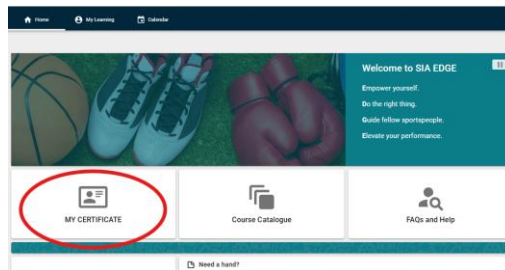 Home
My Learning
Calendar
Welcome to SIA EDGE
Empower yourself.
Do the right thing.
Guide fellow sportspeople.
Elevate your performance.
MY CERTIFICATE
Course Catalogue
FAQs and Help
Need a hand?